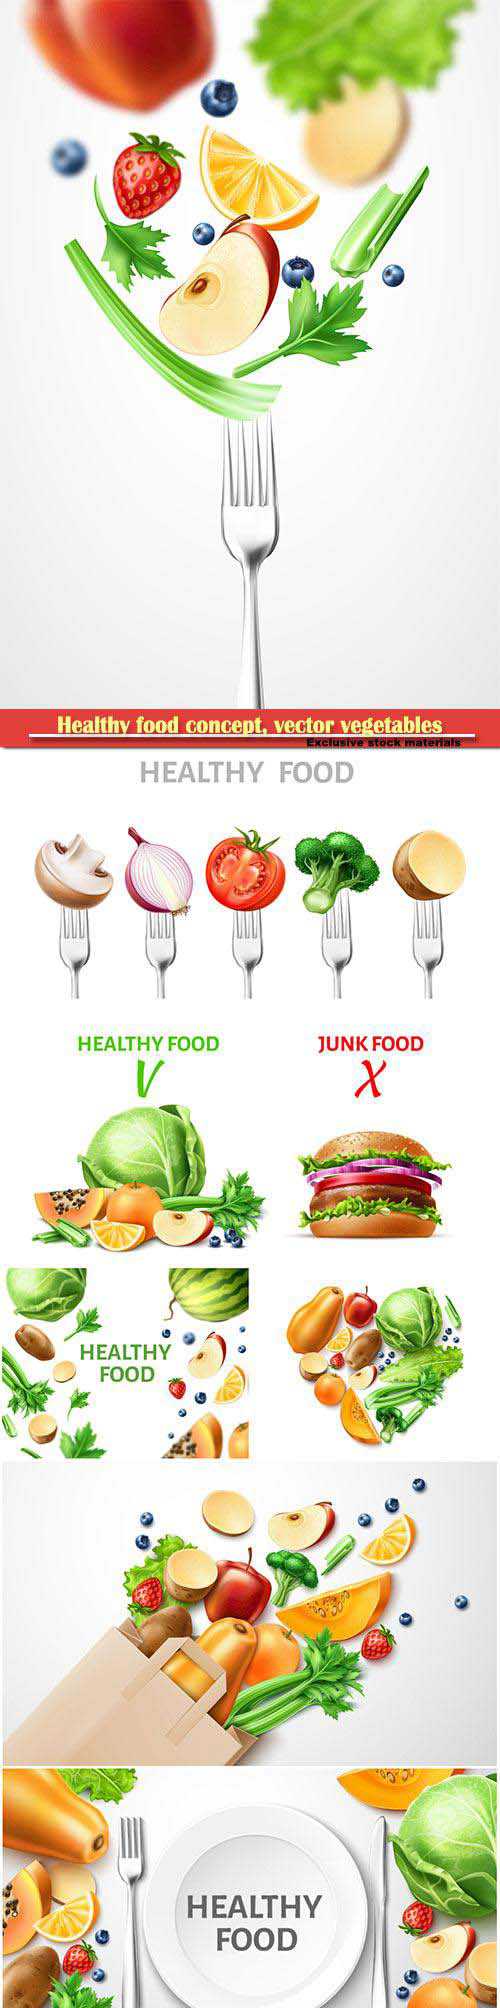 Healthy food concept, vector vegetables
Exclusive stock materials
HEALTHY FOOD
HEALTHY FOOD
V
JUNK FOOD
X
HEALTHY
FOOD
HEALTHY
FOOD